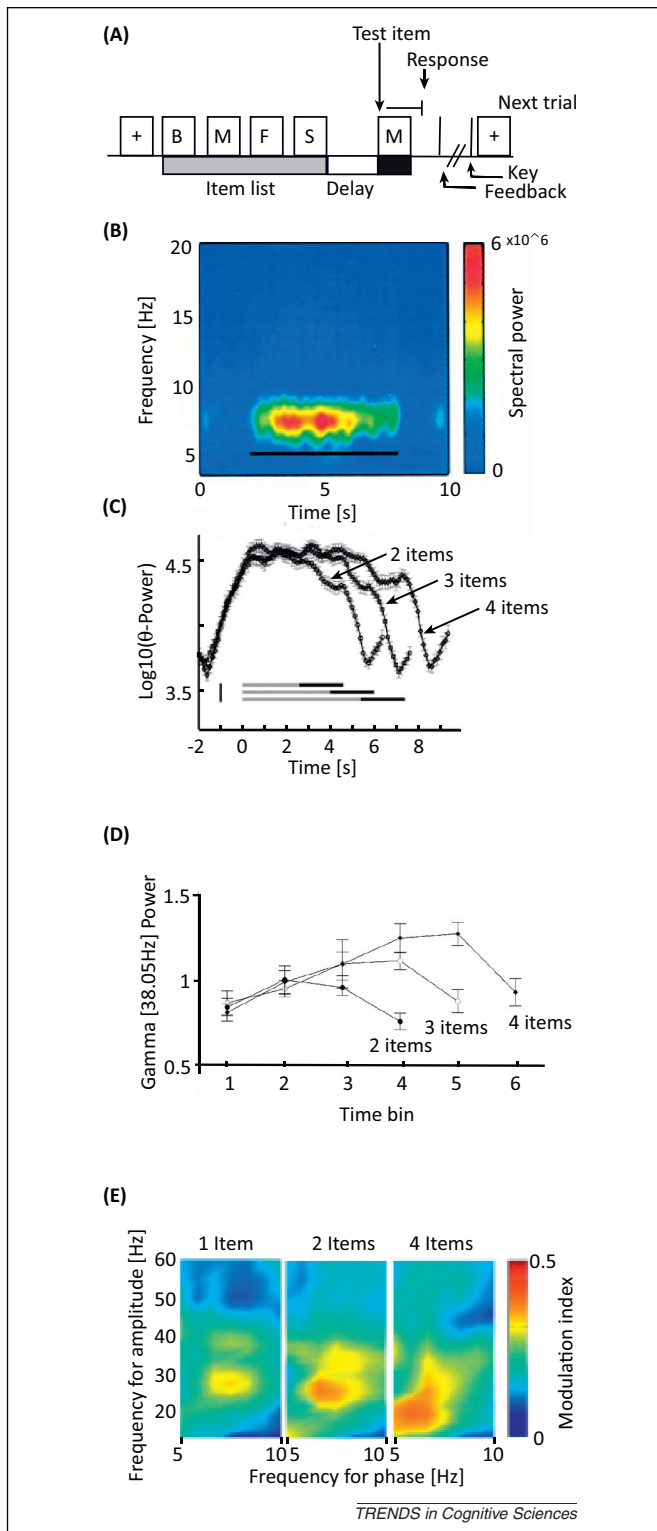 (A)
Test item
Response
Next trial
+ B M F S M +
Item list
Delay
Key
Feedback
(B)
Frequency [Hz]
20
15
10
5
0 5 10
Time [s]
6 x10^6
0
Spectral power
(C)
Log10(θ-Power)
4.5
3.5
2 items
3 items
4 items
-2 0 2 4 6 8
Time [s]
(D)
Gamma [38.05Hz] Power
1.5
1
0.5
2 items
3 items
4 items
1 2 3 4 5 6
Time bin
(E)
1 Item 2 Items 4 Items
Frequency for amplitude [Hz]
60
50
40
30
20
5 10 5 10 5 10
Frequency for phase [Hz]
0.5
0
Modulation index
TRENDS in Cognitive Sciences